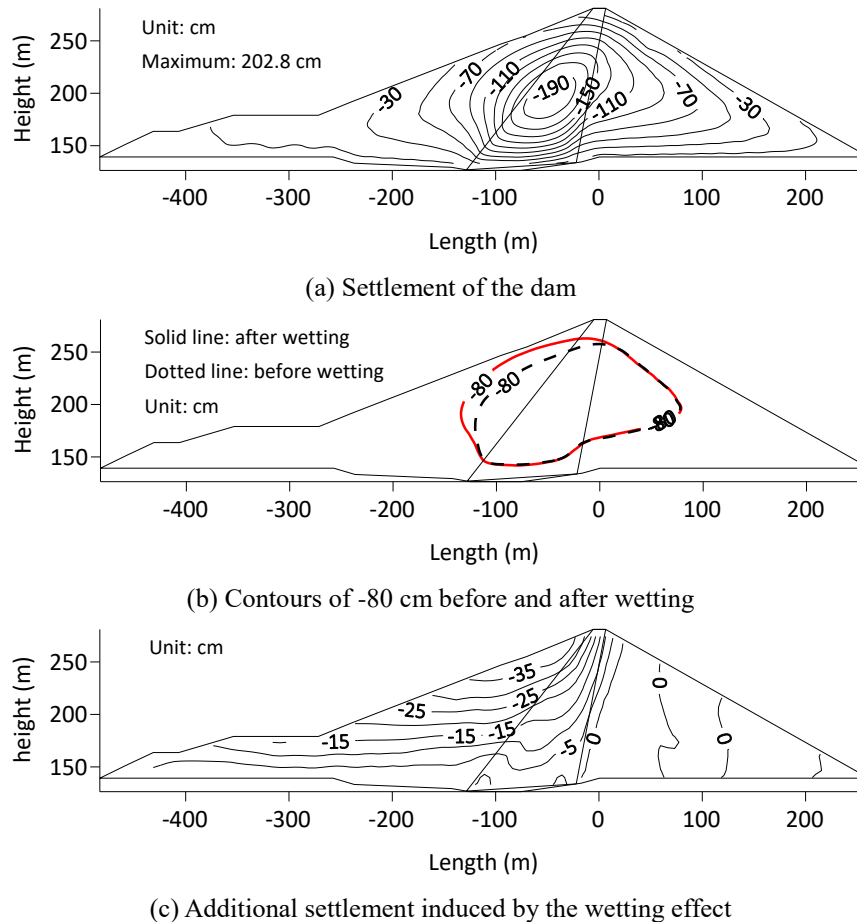 Unit: cm
Maximum: 202.8 cm
Height (m)
250
200
150
-30
-70
-110
-190
-150
-110
-70
-30
-400 -300 -200 -100 0 100 200
Length (m)
(a) Settlement of the dam
Solid line: after wetting
Dotted line: before wetting
Unit: cm
Height (m)
250
200
150
-80
-80
-80
-80
-400 -300 -200 -100 0 100 200
Length (m)
(b) Contours of -80 cm before and after wetting
Unit: cm
height (m)
250
200
150
-35
-25
-25
-15
-15
-15
-5
0
0
0
-400 -300 -200 -100 0 100 200
Length (m)
(c) Additional settlement induced by the wetting effect